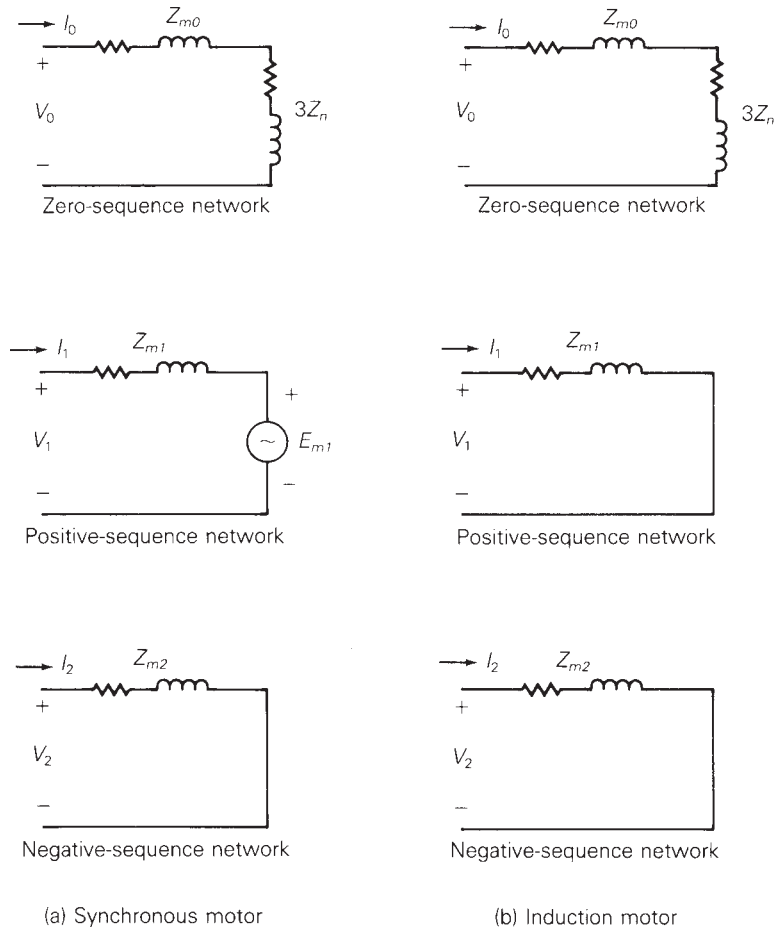 I0
Zm0
+
V0
−
3Zn
Zero-sequence network
I0
Zm0
+
V0
−
3Zn
Zero-sequence network
I1
Zm1
+
V1
−
+
~
Em1
−
Positive-sequence network
I1
Zm1
+
V1
−
Positive-sequence network
I2
Zm2
+
V2
−
Negative-sequence network
I2
Zm2
+
V2
−
Negative-sequence network
(a) Synchronous motor
(b) Induction motor